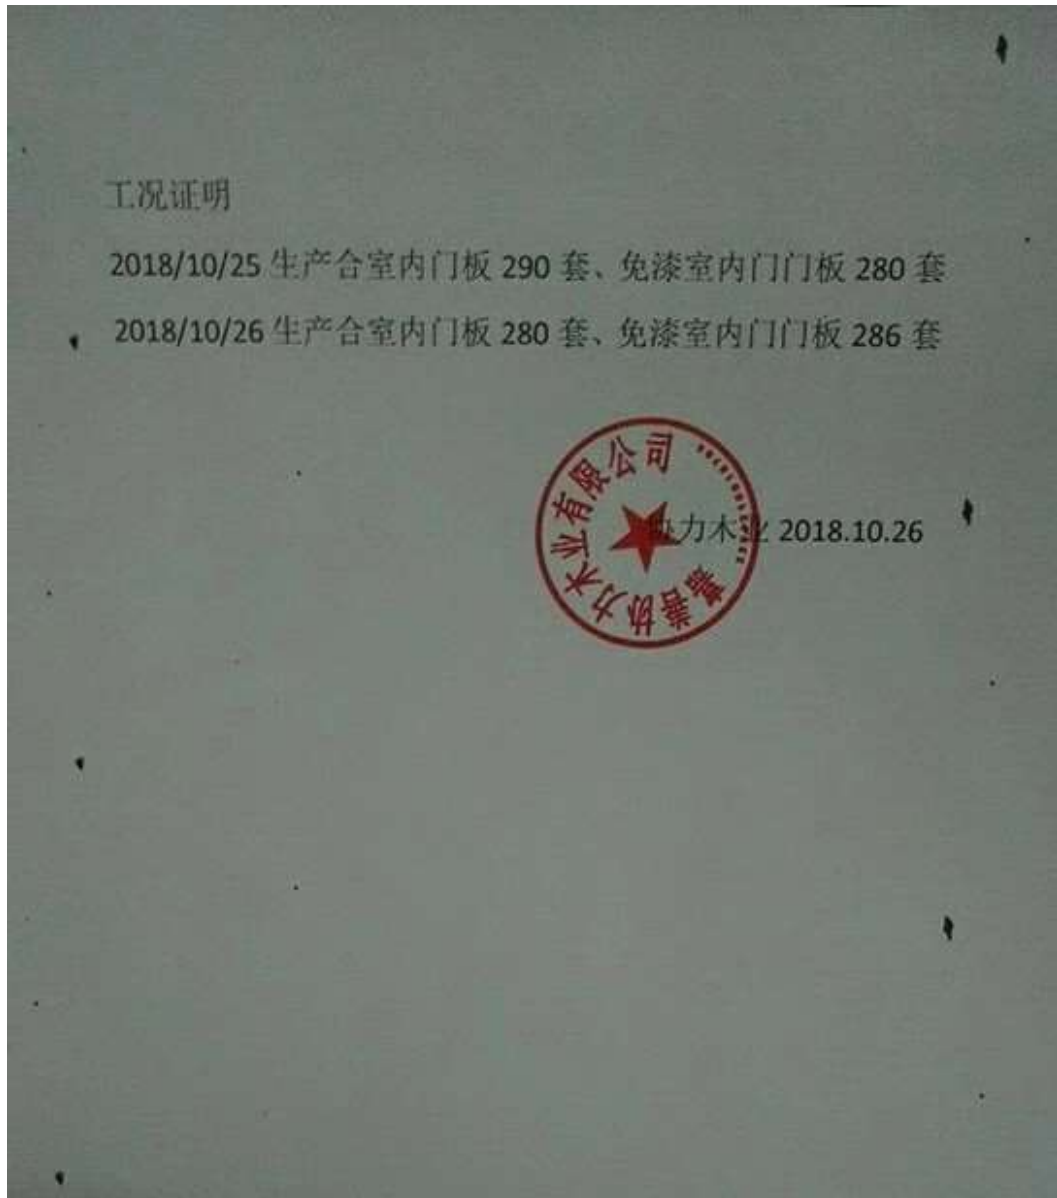 工况证明
2018/10/25 生产合室内门板 290 套、免漆室内门门板 280 套
2018/10/26 生产合室内门板 280 套、免漆室内门门板 286 套
嘉善协力木业有限公司
协力木业 2018.10.26